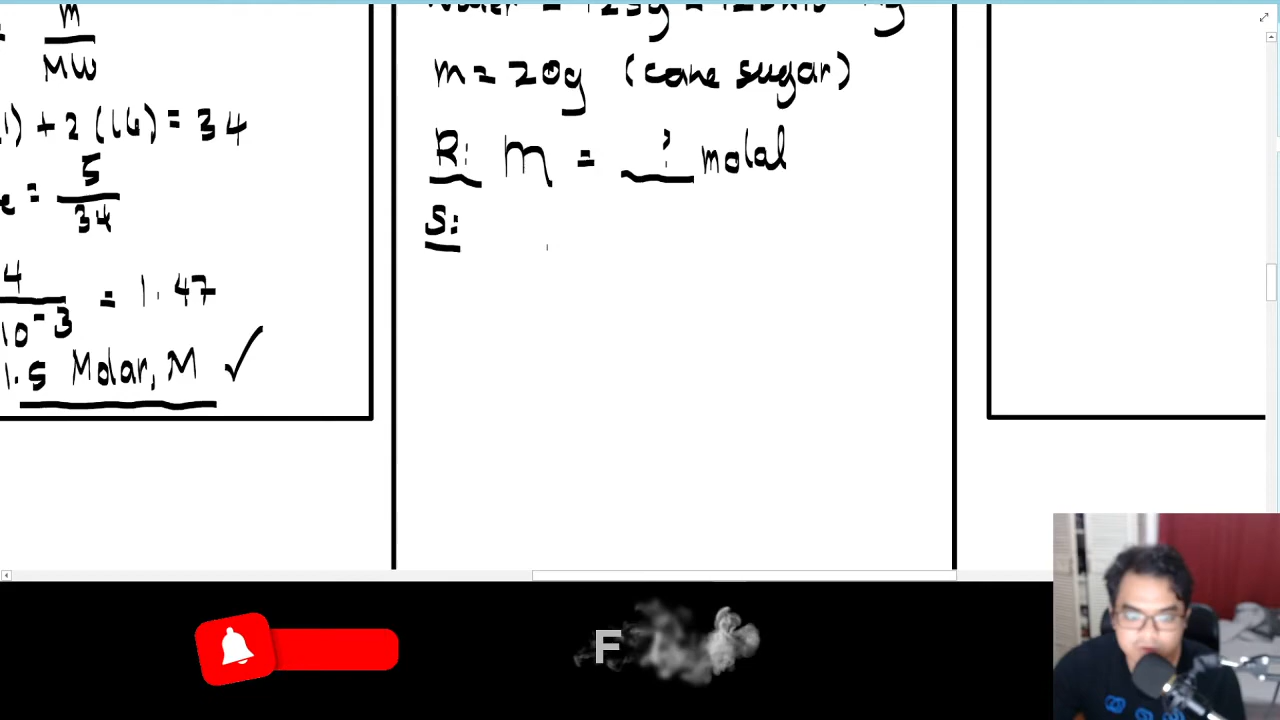 m
MW
1) + 2 (16) = 34
e = 5
34
4
10⁻³ = 1.47
1.5 Molar, M ✓
m = 20g (cane sugar)
R: m = ? molal
S:
F